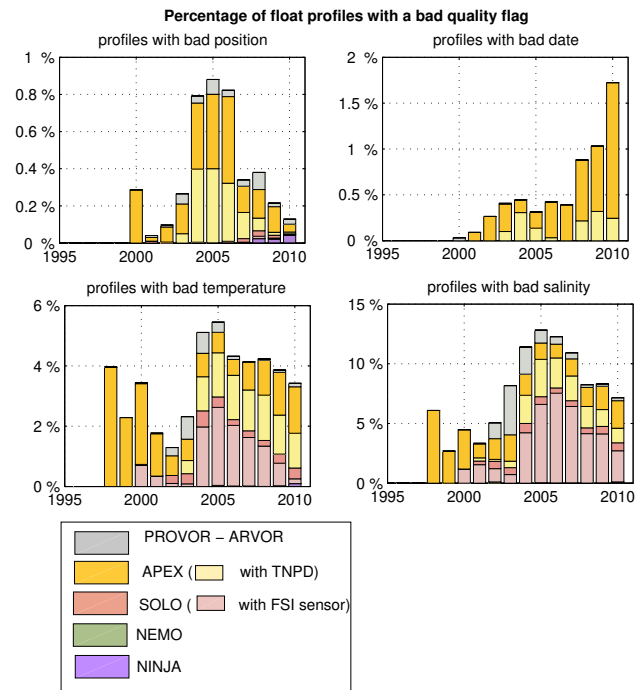 Percentage of float profiles with a bad quality flag
profiles with bad position
1 %
0.8 %
0.6 %
0.4 %
0.2 %
0 %
1995 2000 2005 2010
profiles with bad date
2 %
1.5 %
1 %
0.5 %
0 %
1995 2000 2005 2010
profiles with bad temperature
6 %
4 %
2 %
0 %
1995 2000 2005 2010
profiles with bad salinity
15 %
10 %
5 %
0 %
1995 2000 2005 2010
PROVOR − ARVOR
APEX ( with TNPD)
SOLO ( with FSI sensor)
NEMO
NINJA